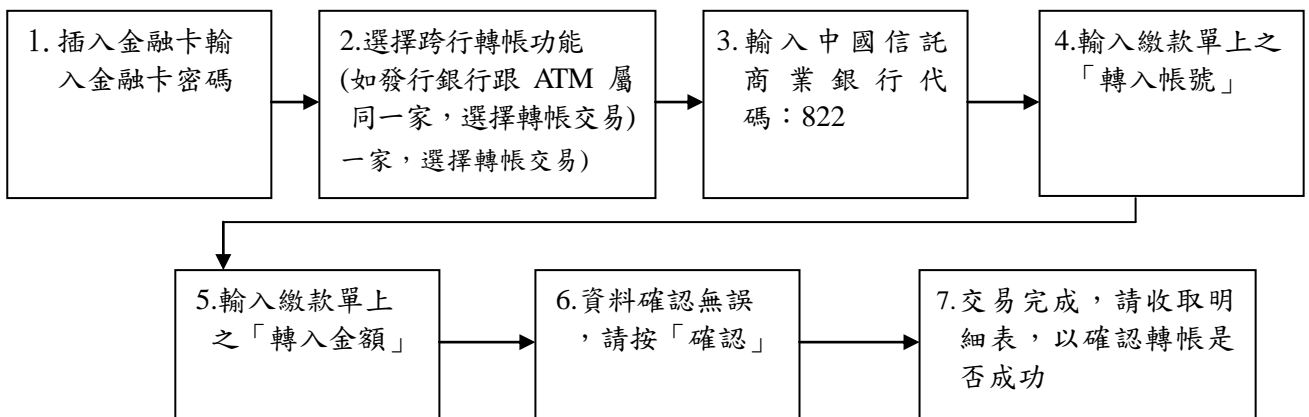 1. 插入金融卡輸
入金融卡密碼
2.選擇跨行轉帳功能
(如發行銀行跟 ATM 屬
同一家，選擇轉帳交易)
一家，選擇轉帳交易)
3. 輸入中國信託
商業銀行代
碼：822
4.輸入繳款單上之
「轉入帳號」
5.輸入繳款單上
之「轉入金額」
6.資料確認無誤
，請按「確認」
7.交易完成，請收取明
細表，以確認轉帳是
否成功